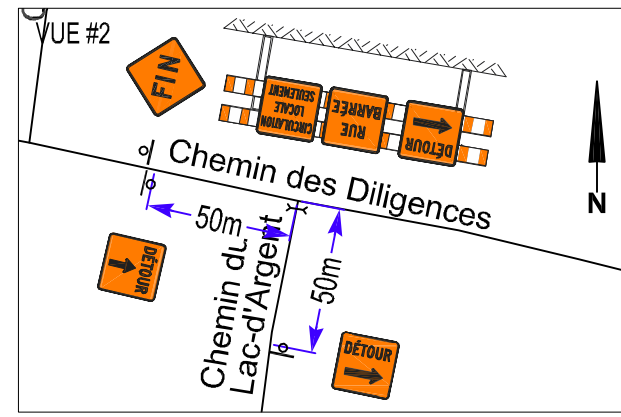 VUE #2
FIN
CIRCULATION
LOCALE
SEULEMENT
RUE
BARRÉE
DÉTOUR
Chemin des Diligences
N
50m
DÉTOUR
Chemin du
Lac-d'Argent
50m
DÉTOUR